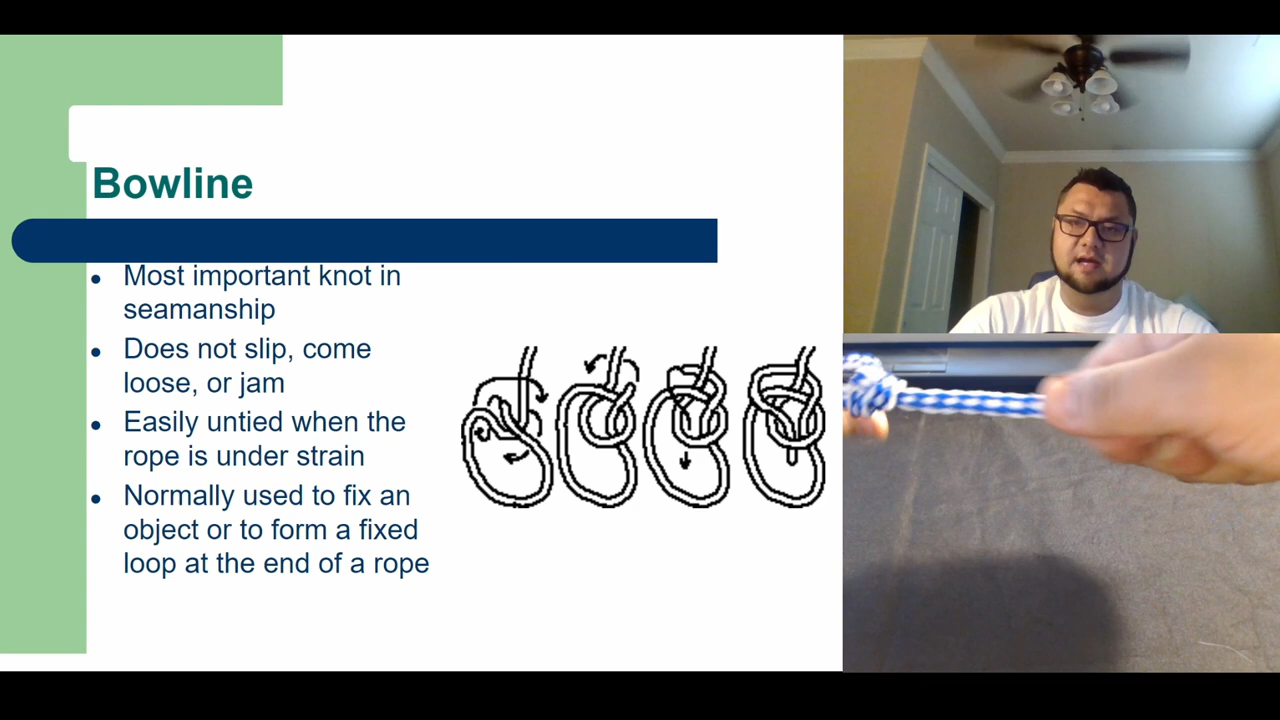 Bowline
Most important knot in
seamanship
Does not slip, come
loose, or jam
Easily untied when the
rope is under strain
Normally used to fix an
object or to form a fixed
loop at the end of a rope